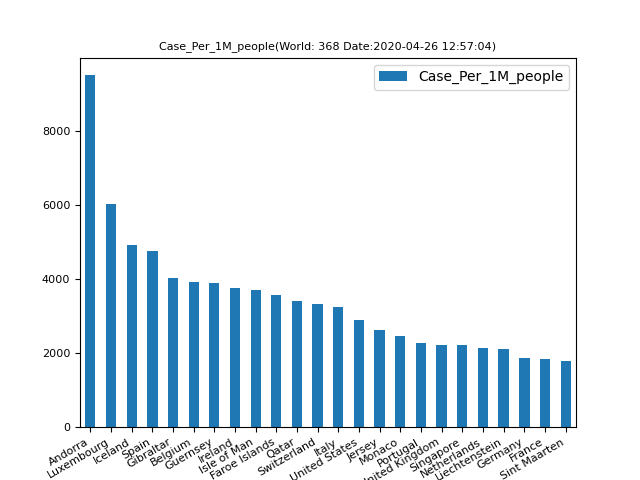 Case_Per_1M_people(World: 368 Date:2020-04-26 12:57:04)
Case_Per_1M_people
8000
6000
4000
2000
0
Andorra
Luxembourg
Iceland
Spain
Gibraltar
Belgium
Guernsey
Ireland
Isle of Man
Faroe Islands
Qatar
Switzerland
Italy
United States
Jersey
Monaco
Portugal
Kingdom
Singapore
Netherlands
Liechtenstein
Germany
France
Sint Maarten